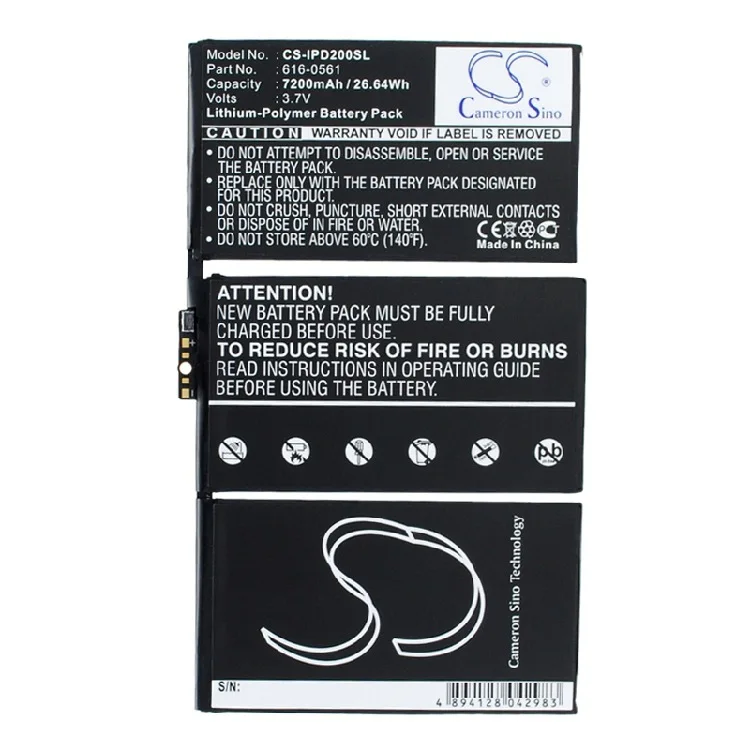 Model No. : CS-IPD200SL
Part No. : 616-0561
Capacity : 7200mAh / 26.64Wh
Volts : 3.7V
Lithium-Polymer Battery Pack
Cameron Sino
CAUTION WARRANTY VOID IF LABEL IS REMOVED
• DO NOT ATTEMPT TO DISASSEMBLE, OPEN OR SERVICE
THE BATTERY PACK.
• REPLACE ONLY WITH THE BATTERY PACK DESIGNATED
FOR THIS PRODUCT.
• DO NOT CRUSH, PUNCTURE, SHORT EXTERNAL CONTACTS
OR DISPOSE OF IN FIRE OR WATER.
• DO NOT STORE ABOVE 60°C (140°F)
CE
Made In China
ATTENTION!
NEW BATTERY PACK MUST BE FULLY
CHARGED BEFORE USE.
TO REDUCE RISK OF FIRE OR BURNS
READ INSTRUCTIONS IN OPERATING GUIDE
BEFORE USING THE BATTERY.
pb
Cameron Sino Technology
S/N:
4 894128 042983